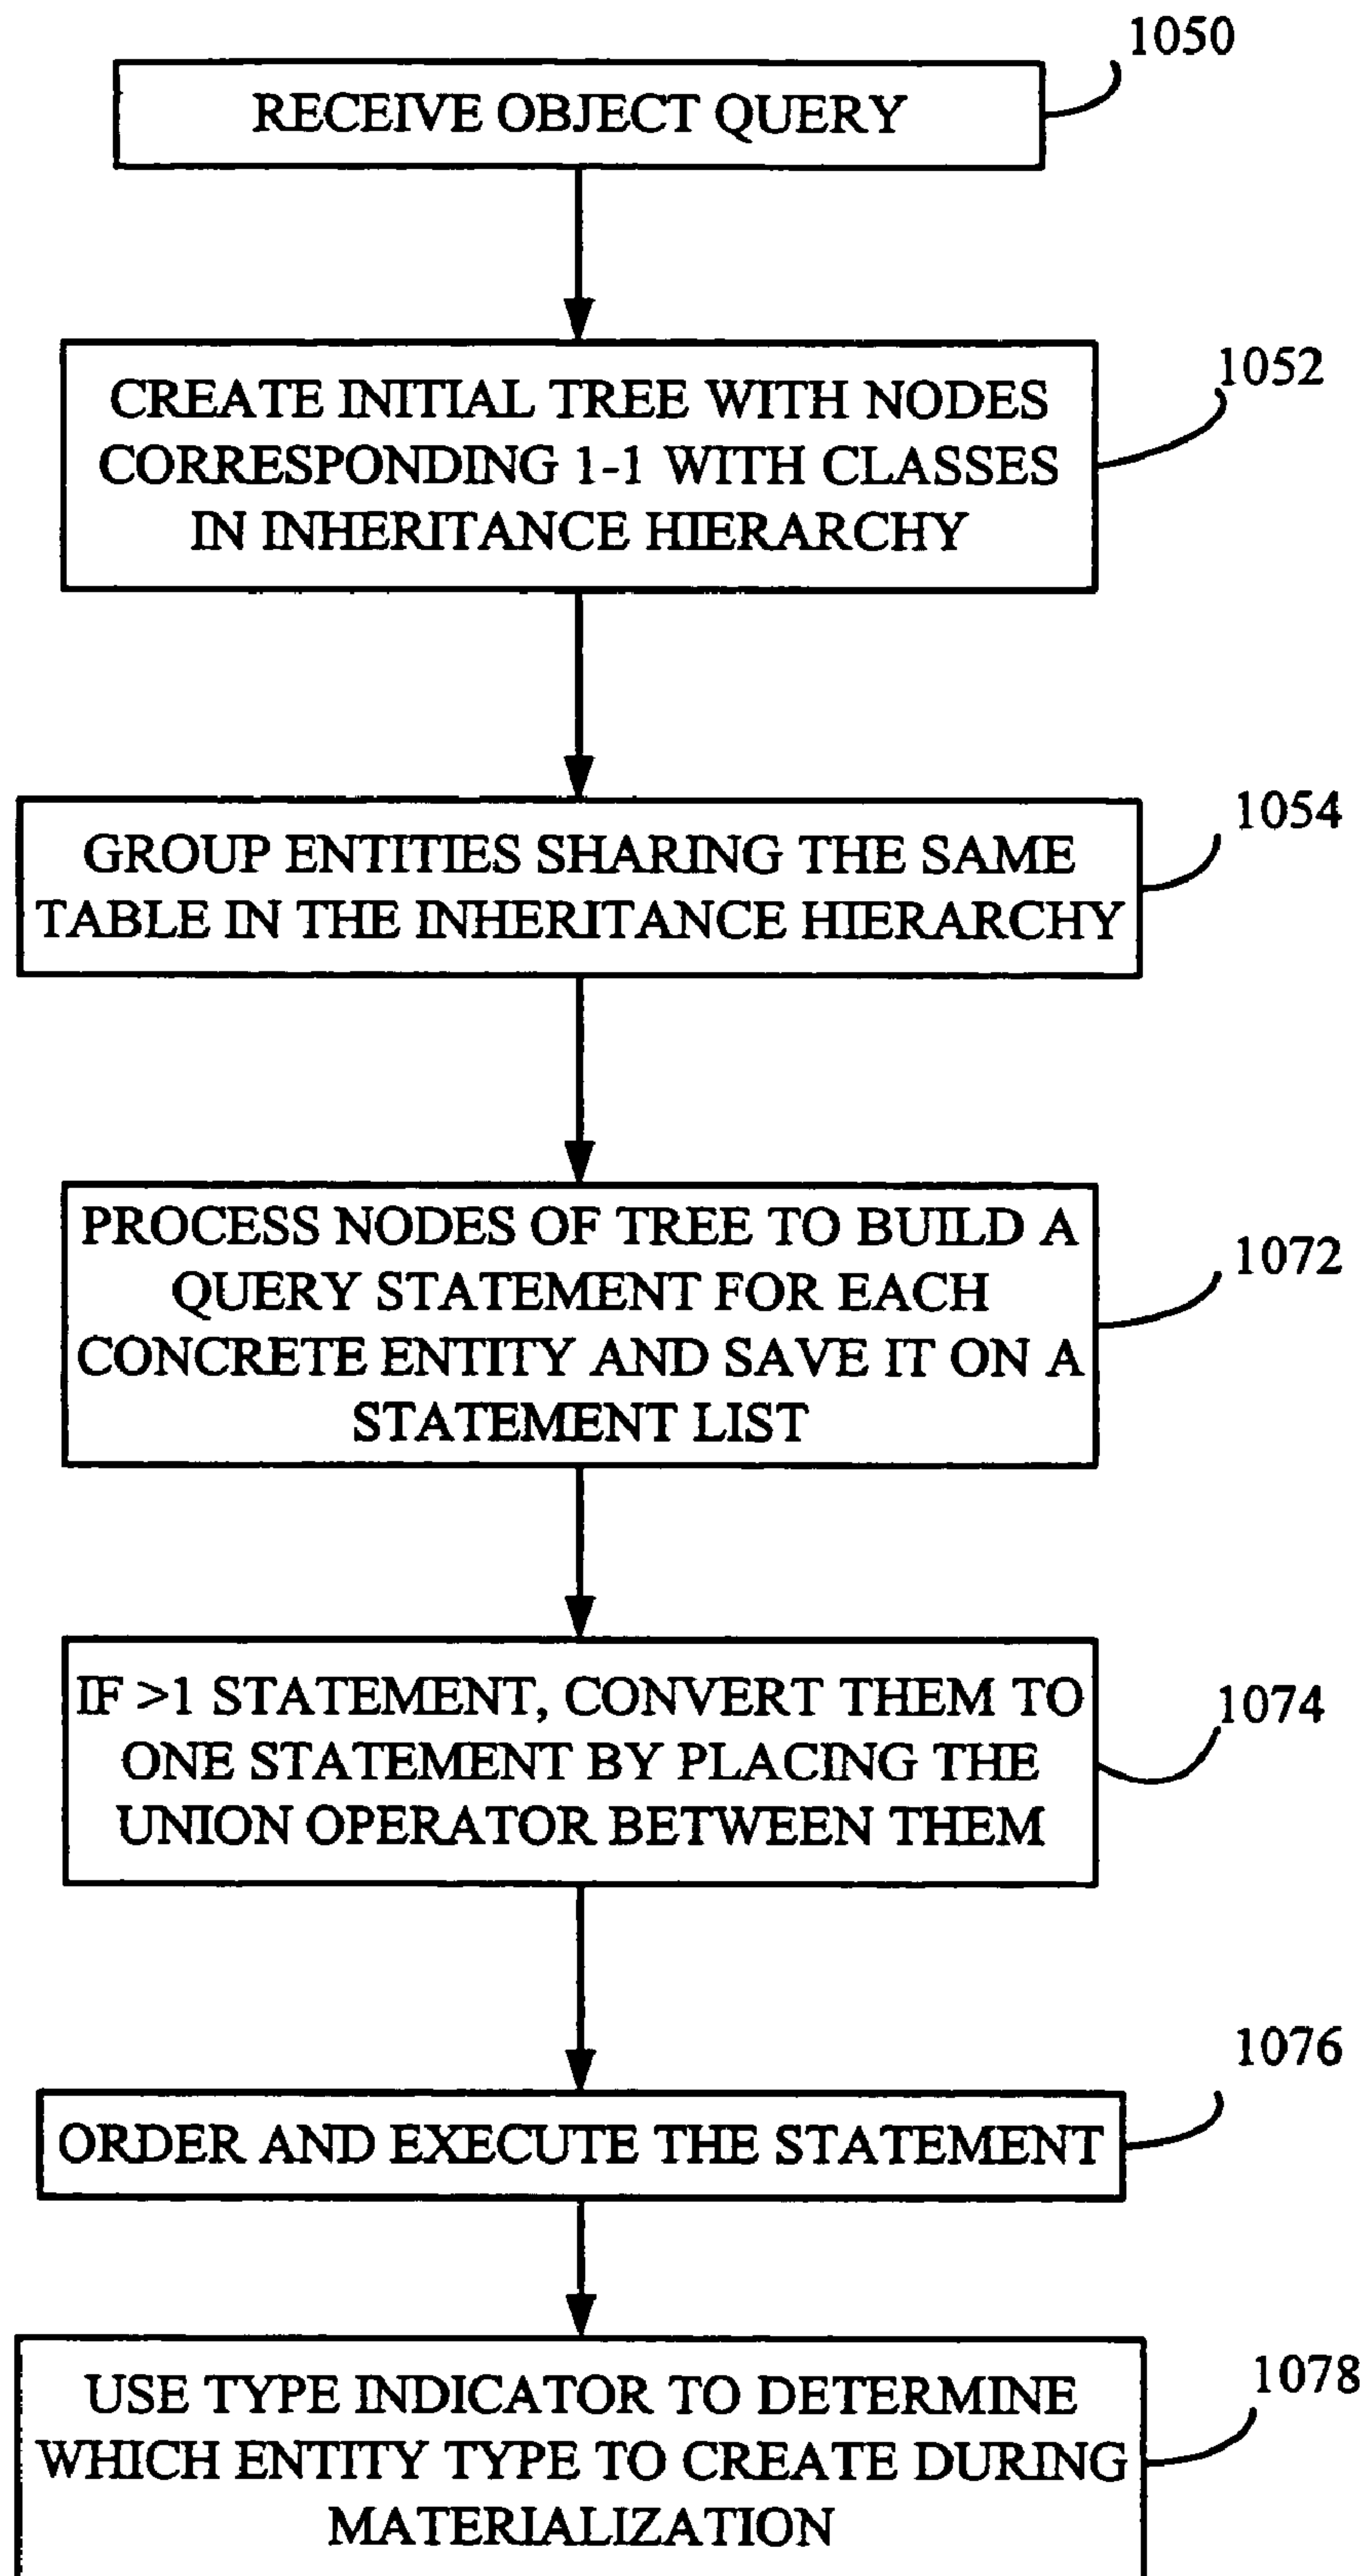 1050
RECEIVE OBJECT QUERY
1052
CREATE INITIAL TREE WITH NODES
CORRESPONDING 1-1 WITH CLASSES
IN INHERITANCE HIERARCHY
1054
GROUP ENTITIES SHARING THE SAME
TABLE IN THE INHERITANCE HIERARCHY
PROCESS NODES OF TREE TO BUILD A
1072
QUERY STATEMENT FOR EACH
CONCRETE ENTITY AND SAVE IT ON A
STATEMENT LIST
IF >1 STATEMENT, CONVERT THEM TO
1074
ONE STATEMENT BY PLACING THE
UNION OPERATOR BETWEEN THEM
1076
ORDER AND EXECUTE THE STATEMENT
1078
USE TYPE INDICATOR TO DETERMINE
WHICH ENTITY TYPE TO CREATE DURING
MATERIALIZATION